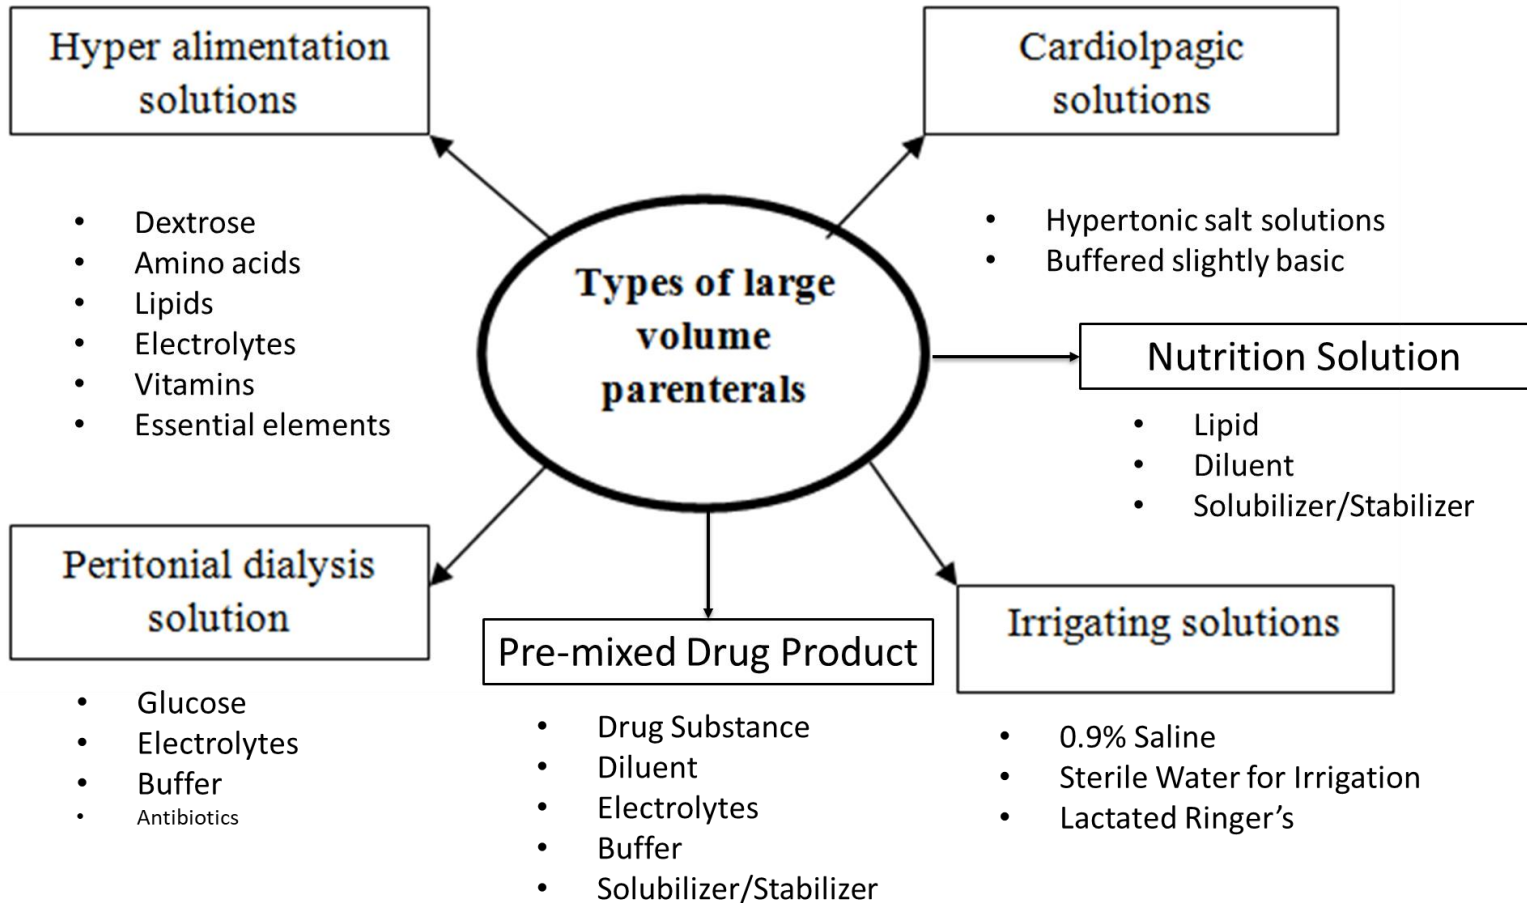 Hyper alimentation
solutions
• Dextrose
• Amino acids
• Lipids
• Electrolytes
• Vitamins
• Essential elements
Cardiolpagic
solutions
• Hypertonic salt solutions
• Buffered slightly basic
Types of large
volume
parenterals
Nutrition Solution
• Lipid
• Diluent
• Solubilizer/Stabilizer
Peritonial dialysis
solution
• Glucose
• Electrolytes
• Buffer
• Antibiotics
Pre-mixed Drug Product
• Drug Substance
• Diluent
• Electrolytes
• Buffer
• Solubilizer/Stabilizer
Irrigating solutions
• 0.9% Saline
• Sterile Water for Irrigation
• Lactated Ringer’s